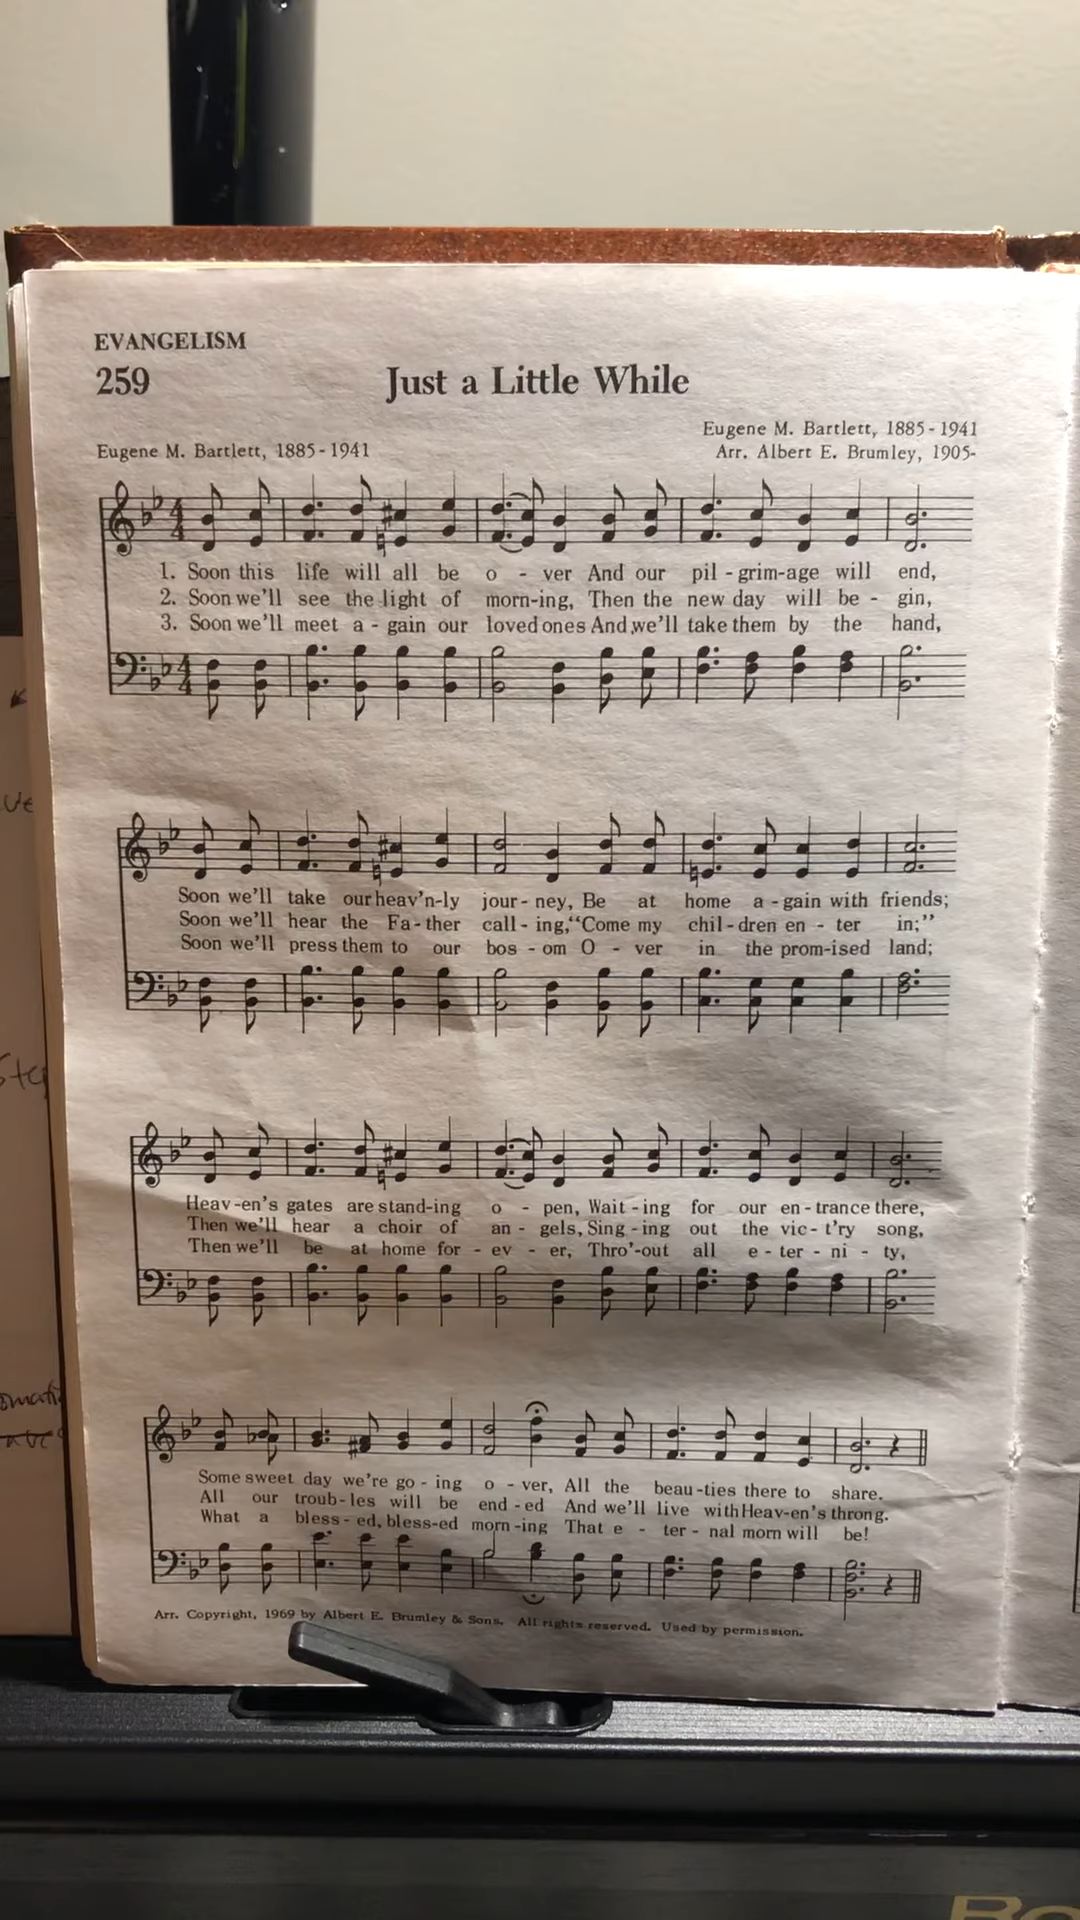 EVANGELISM
259
Just a Little While
Eugene M. Bartlett, 1885-1941
Eugene M. Bartlett, 1885-1941
Arr. Albert E. Brumley, 1905-
1. Soon this life will all be o - ver And our pil - grim-age will end,
2. Soon we'll see the light of morn-ing, Then the new day will be - gin,
3. Soon we'll meet a - gain our loved ones And we'll take them by the hand,
Soon we'll take our heav'n-ly jour - ney, Be at home a - gain with friends;
Soon we'll hear the Fa - ther call - ing, "Come my chil - dren en - ter in;"
Soon we'll press them to our bos - om O - ver in the prom-ised land;
Heav-en's gates are stand-ing o - pen, Wait - ing for our en - trance there,
Then we'll hear a choir of an - gels, Sing - ing out the vic - t'ry song,
Then we'll be at home for - ev - er, Thro'-out all e - ter - ni - ty,
Some sweet day we're go - ing o - ver, All the beau - ties there to share.
All our troub - les will be end - ed And we'll live with Heav-en's throng.
What a bless - ed, bless-ed morn - ing That e - ter - nal morn will be!
Arr. Copyright, 1969 by Albert E. Brumley & Sons. All rights reserved. Used by permission.